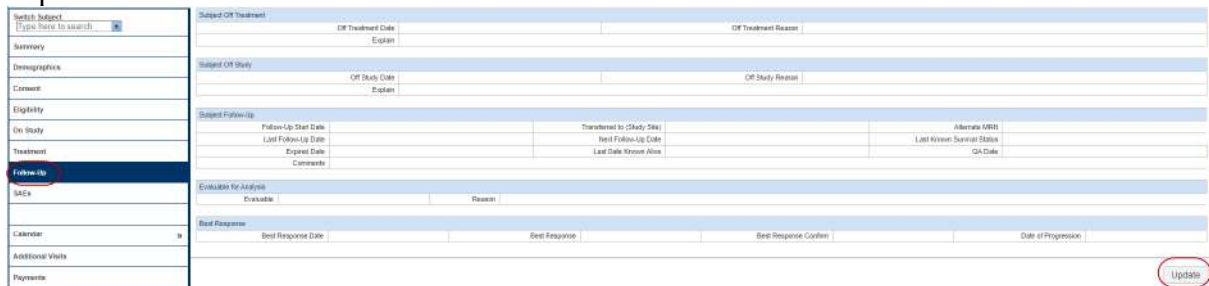 Switch Subject
Type here to search
Summary
Demographics
Consent
Eligibility
On Study
Treatment
Follow-Up
SAEs
Calendar »
Additional Visits
Payments
Subject Off Treatment
Off Treatment Date Off Treatment Reason
Explain
Subject Off Study
Off Study Date Off Study Reason
Explain
Subject Follow-Up
Follow-Up Start Date Transferred to (Study Site) Alternate MRN
Last Follow-Up Date Next Follow-Up Date Last Known Survival Status
Expired Date Last Date Known Alive QA Date
Comments
Evaluable for Analysis
Evaluable Reason
Best Response
Best Response Date Best Response Best Response Confirm Date of Progression
Update